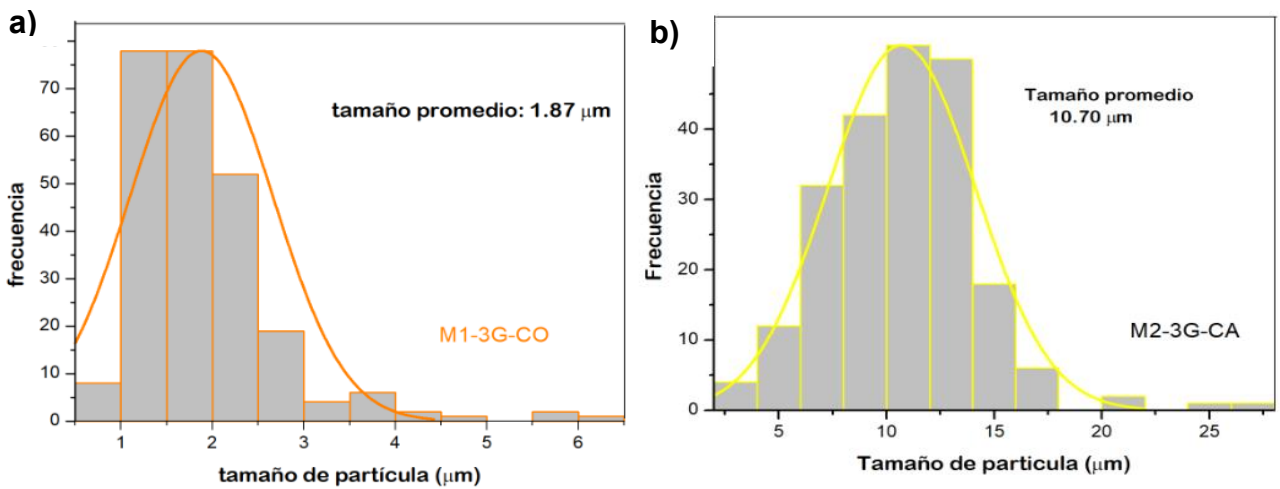 a)
frecuencia
70
60
50
40
30
20
10
0
tamaño promedio: 1.87 µm
M1-3G-CO
1 2 3 4 5 6
tamaño de partícula (µm)
b)
Frecuencia
40
30
20
10
0
Tamaño promedio
10.70 µm
M2-3G-CA
5 10 15 20 25
Tamaño de particula (µm)